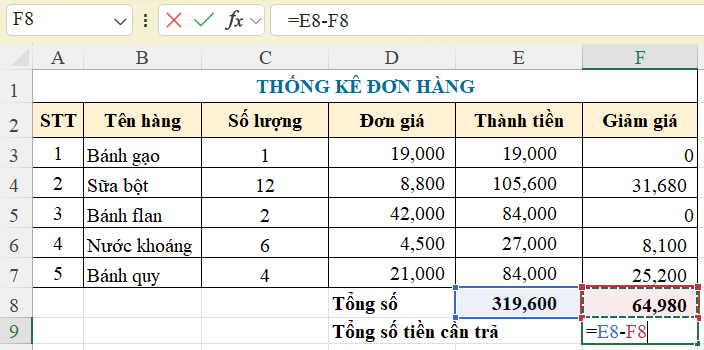 F8 fx =E8-F8
A B C D E F
1 THỐNG KÊ ĐƠN HÀNG
2 STT Tên hàng Số lượng Đơn giá Thành tiền Giảm giá
3 1 Bánh gạo 1 19,000 19,000 0
4 2 Sữa bột 12 8,800 105,600 31,680
5 3 Bánh flan 2 42,000 84,000 0
6 4 Nước khoáng 6 4,500 27,000 8,100
7 5 Bánh quy 4 21,000 84,000 25,200
8 Tổng số 319,600 64,980
9 Tổng số tiền cần trả =E8-F8